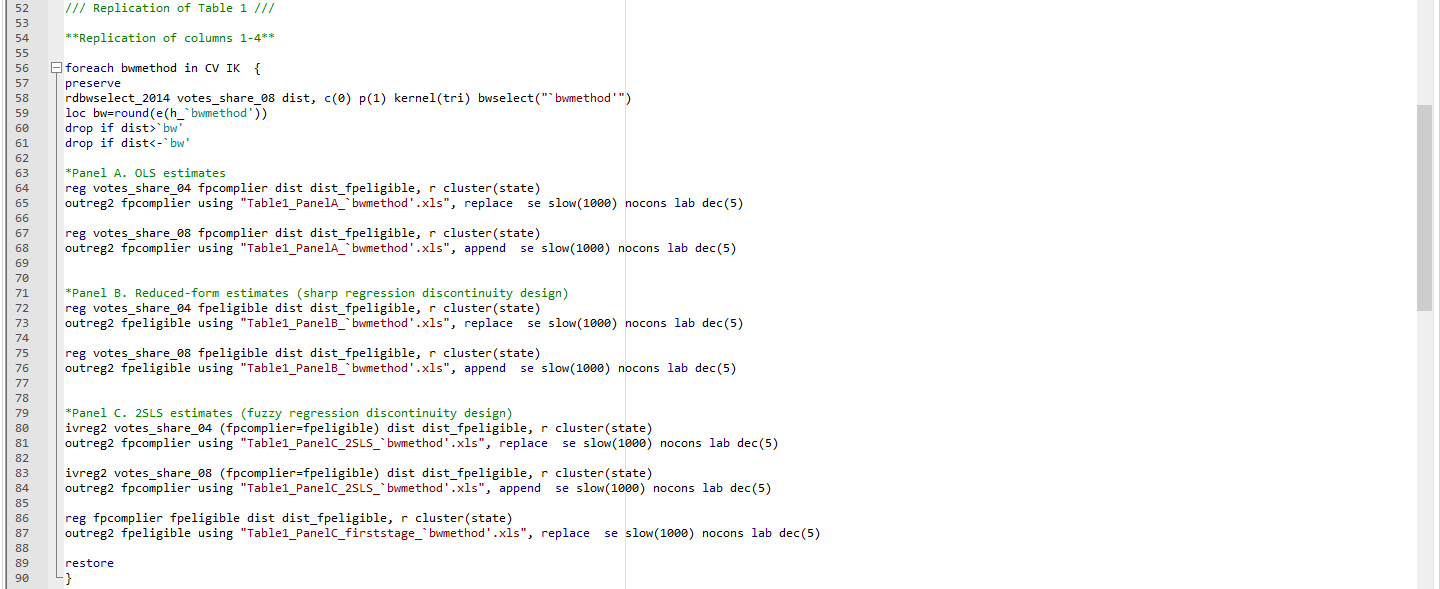 52 /// Replication of Table 1 ///
53
54 **Replication of columns 1-4**
55
56 foreach bwmethod in CV IK  {
57 preserve
58 rdbwselect_2014 votes_share_08 dist, c(0) p(1) kernel(tri) bwselect("`bwmethod'")
59 loc bw=round(e(h_`bwmethod'))
60 drop if dist>`bw'
61 drop if dist<-`bw'
62
63 *Panel A. OLS estimates
64 reg votes_share_04 fpcomplier dist dist_fpeligible, r cluster(state)
65 outreg2 fpcomplier using "Table1_PanelA_`bwmethod'.xls", replace  se slow(1000) nocons lab dec(5)
66
67 reg votes_share_08 fpcomplier dist dist_fpeligible, r cluster(state)
68 outreg2 fpcomplier using "Table1_PanelA_`bwmethod'.xls", append  se slow(1000) nocons lab dec(5)
69
70
71 *Panel B. Reduced-form estimates (sharp regression discontinuity design)
72 reg votes_share_04 fpeligible dist dist_fpeligible, r cluster(state)
73 outreg2 fpeligible using "Table1_PanelB_`bwmethod'.xls", replace  se slow(1000) nocons lab dec(5)
74
75 reg votes_share_08 fpeligible dist dist_fpeligible, r cluster(state)
76 outreg2 fpeligible using "Table1_PanelB_`bwmethod'.xls", append  se slow(1000) nocons lab dec(5)
77
78
79 *Panel C. 2SLS estimates (fuzzy regression discontinuity design)
80 ivreg2 votes_share_04 (fpcomplier=fpeligible) dist dist_fpeligible, r cluster(state)
81 outreg2 fpcomplier using "Table1_PanelC_2SLS_`bwmethod'.xls", replace  se slow(1000) nocons lab dec(5)
82
83 ivreg2 votes_share_08 (fpcomplier=fpeligible) dist dist_fpeligible, r cluster(state)
84 outreg2 fpcomplier using "Table1_PanelC_2SLS_`bwmethod'.xls", append  se slow(1000) nocons lab dec(5)
85
86 reg fpcomplier fpeligible dist dist_fpeligible, r cluster(state)
87 outreg2 fpeligible using "Table1_PanelC_firststage_`bwmethod'.xls", replace  se slow(1000) nocons lab dec(5)
88
89 restore
90 }